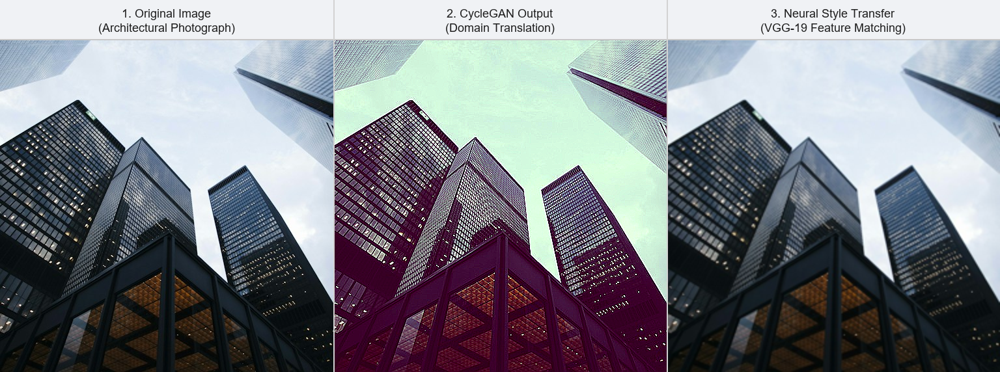 1. Original Image
(Architectural Photograph)
2. CycleGAN Output
(Domain Translation)
3. Neural Style Transfer
(VGG-19 Feature Matching)